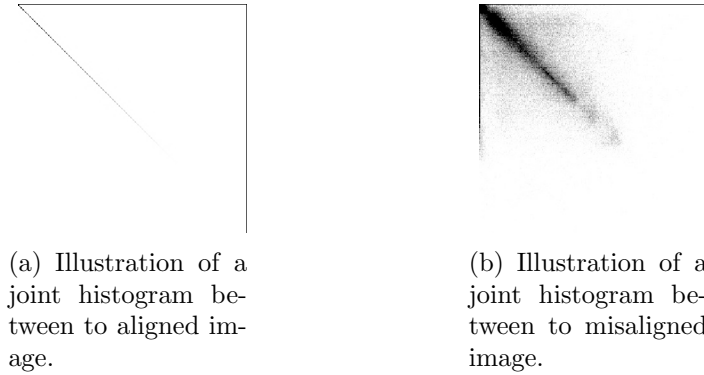 (a) Illustration of a
joint histogram be-
tween to aligned im-
age.
(b) Illustration of a
joint histogram be-
tween to misaligned
image.